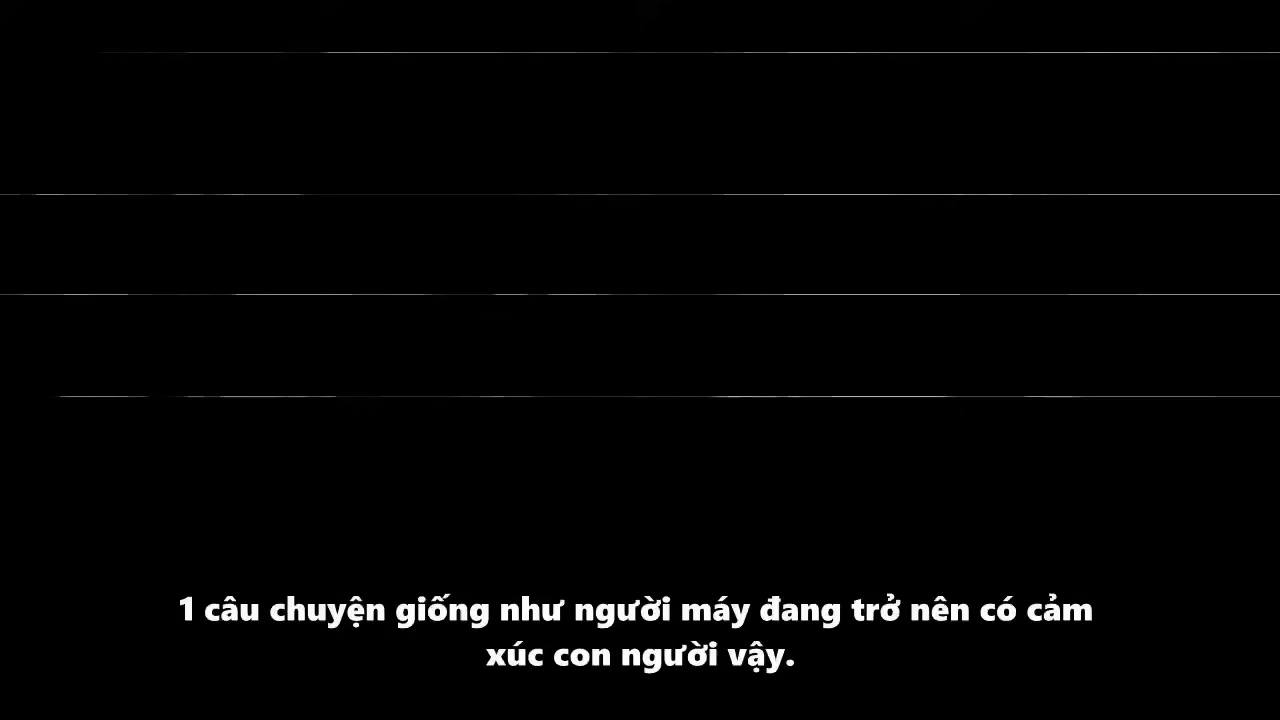 1 câu chuyện giống như người máy đang trở nên có cảm
xúc con người vậy.